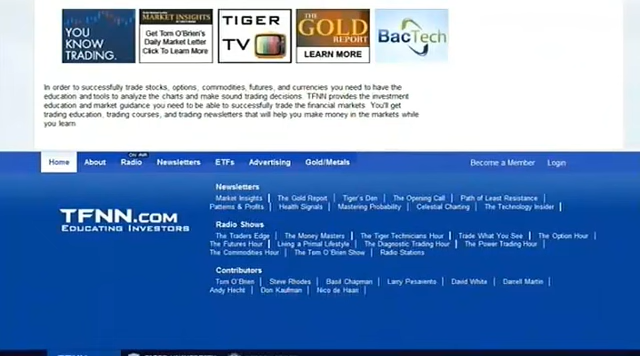 YOU KNOW TRADING.
MARKET INSIGHTS
Get Tom O'Brien's
Daily Market Letter
Click To Learn More
TIGER
TV
THE
GOLD
REPORT
LEARN MORE
BacTech
In order to successfully trade stocks, options, commodities, futures, and currencies you need to have the
education and tools to analyze the charts and make sound trading decisions. TFNN provides the investment
education and market guidance you need to be able to successfully trade the financial markets. You'll get
trading education, trading courses, and trading newsletters that will help you make money in the markets while
you learn
ON AIR
Home About Radio Newsletters ETFs Advertising Gold/Metals Become a Member Login
Newsletters
Market Insights The Gold Report Tiger's Den The Opening Call Path of Least Resistance
Patterns & Profits Health Signals Mastering Probability Celestial Charting The Technology Insider
TFNN.COM
EDUCATING INVESTORS
Radio Shows
The Traders Edge The Money Masters The Tiger Technicians Hour Trade What You See The Option Hour
The Futures Hour Living a Primal Lifestyle The Diagnostic Trading Hour The Power Trading Hour
The Commodities Hour The Tom O'Brien Show Radio Stations
Contributors
Tom O'Brien Steve Rhodes Basil Chapman Larry Pesavento David White Darrell Martin
Andy Hecht Don Kaufman Nico de Haan